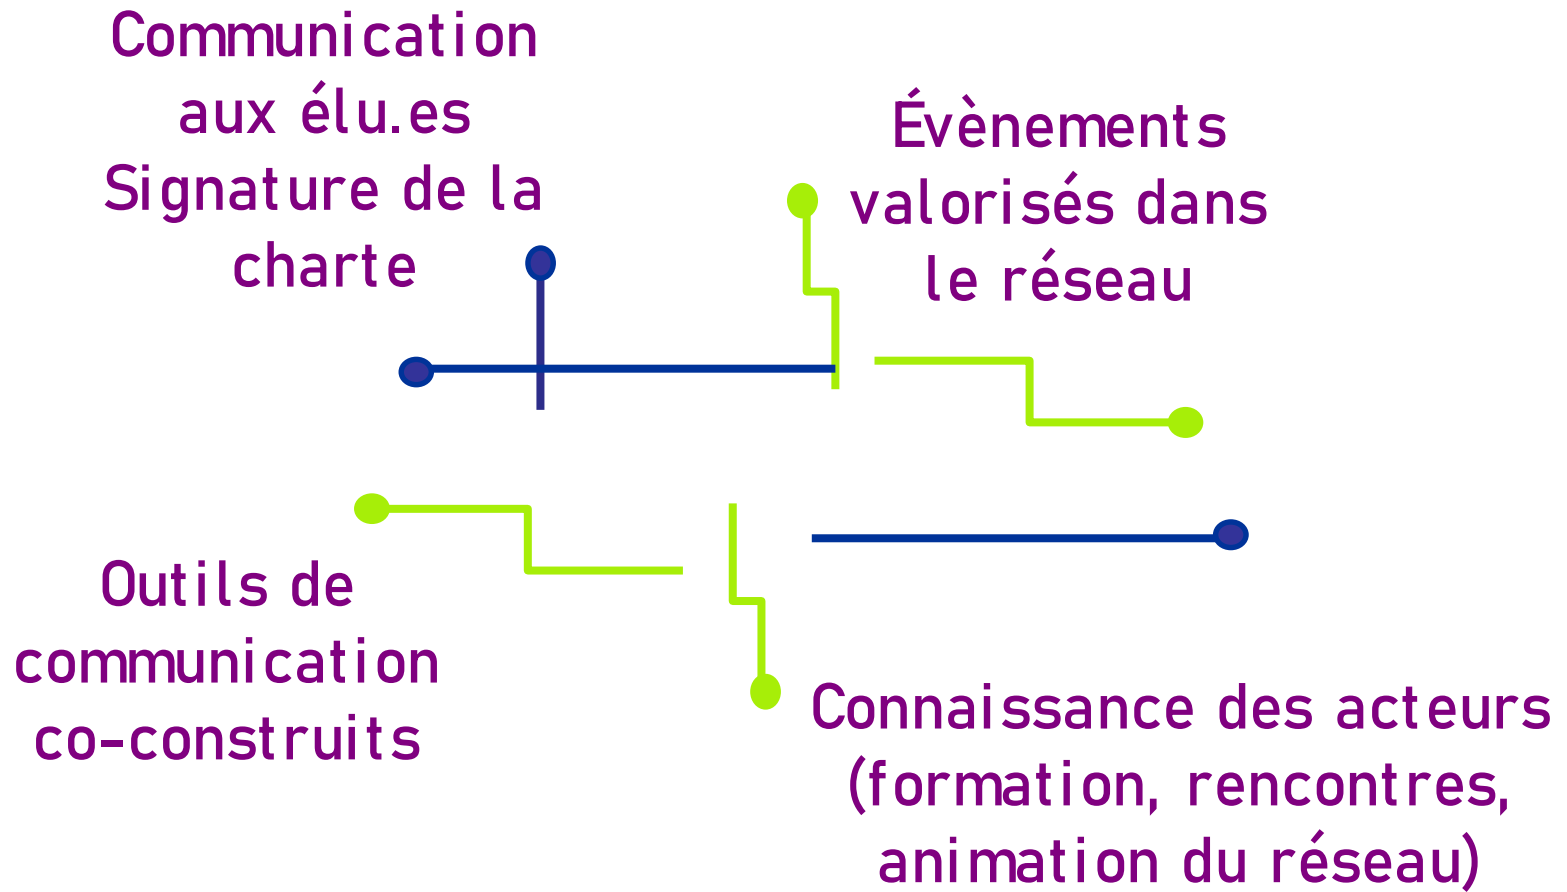 Communication
aux élu.es
Signature de la
charte
Évènements
valorisés dans
le réseau
Outils de
communication
co-construits
Connaissance des acteurs
(formation, rencontres,
animation du réseau)